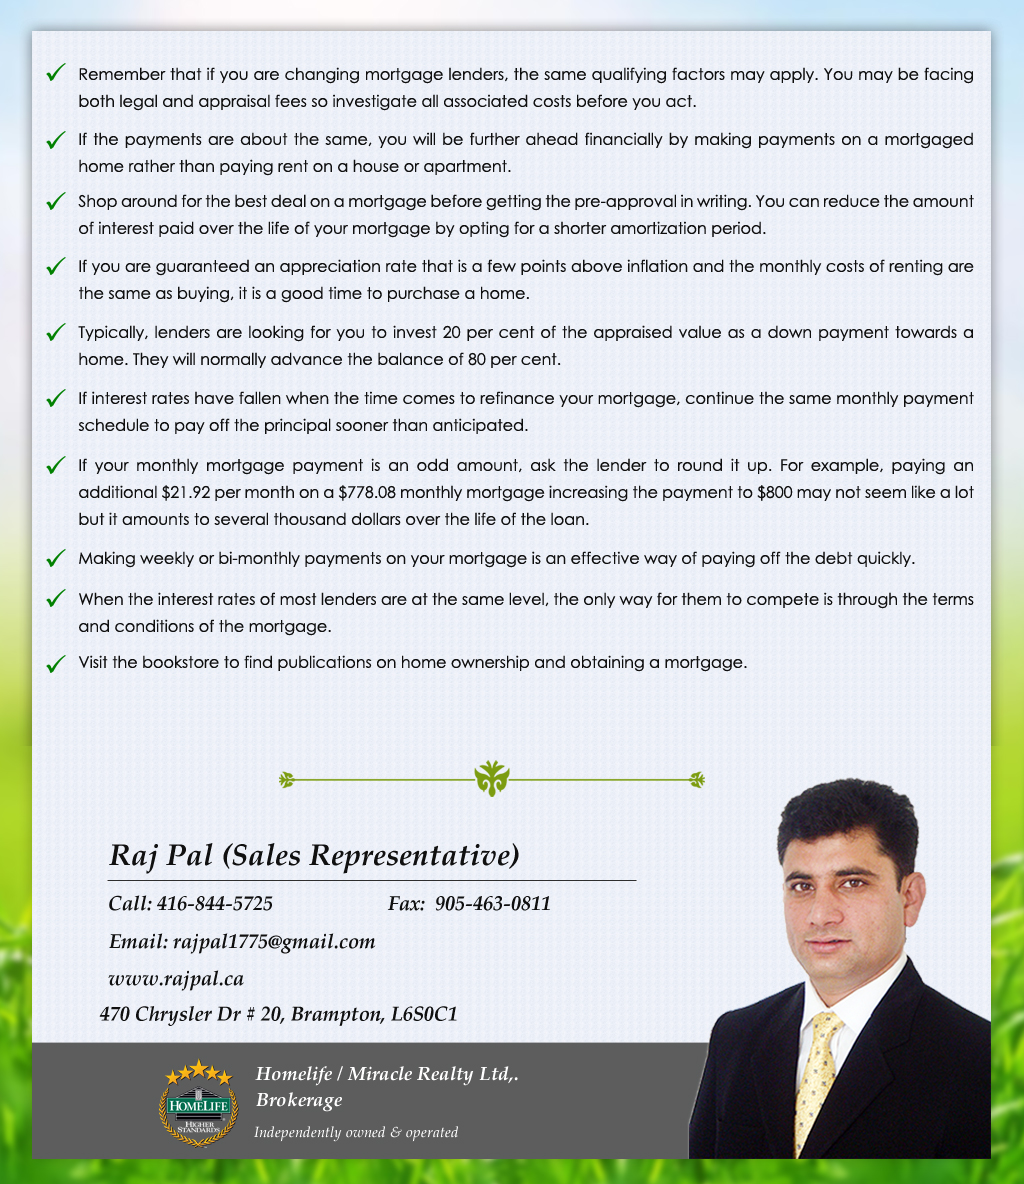 Remember that if you are changing mortgage lenders, the same qualifying factors may apply. You may be facing
both legal and appraisal fees so investigate all associated costs before you act.
If the payments are about the same, you will be further ahead financially by making payments on a mortgaged
home rather than paying rent on a house or apartment.
Shop around for the best deal on a mortgage before getting the pre-approval in writing. You can reduce the amount
of interest paid over the life of your mortgage by opting for a shorter amortization period.
If you are guaranteed an appreciation rate that is a few points above inflation and the monthly costs of renting are
the same as buying, it is a good time to purchase a home.
Typically, lenders are looking for you to invest 20 per cent of the appraised value as a down payment towards a
home. They will normally advance the balance of 80 per cent.
If interest rates have fallen when the time comes to refinance your mortgage, continue the same monthly payment
schedule to pay off the principal sooner than anticipated.
If your monthly mortgage payment is an odd amount, ask the lender to round it up. For example, paying an
additional $21.92 per month on a $778.08 monthly mortgage increasing the payment to $800 may not seem like a lot
but it amounts to several thousand dollars over the life of the loan.
Making weekly or bi-monthly payments on your mortgage is an effective way of paying off the debt quickly.
When the interest rates of most lenders are at the same level, the only way for them to compete is through the terms
and conditions of the mortgage.
Visit the bookstore to find publications on home ownership and obtaining a mortgage.
Raj Pal (Sales Representative)
Call: 416-844-5725 Fax: 905-463-0811
Email: rajpal1775@gmail.com
www.rajpal.ca
470 Chrysler Dr # 20, Brampton, L6S0C1
Homelife / Miracle Realty Ltd,.
Brokerage
Independently owned & operated
HOMELIFE
HIGHER
STANDARDS